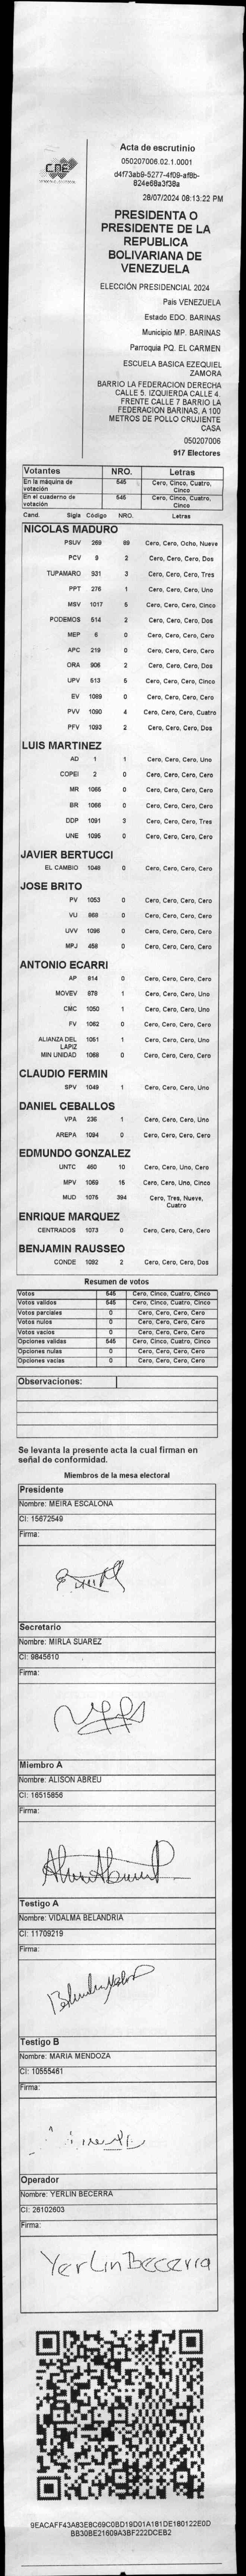 CNE
Acta de escrutinio
050207006.02.1.0001
d4f73ab9-5277-4f09-af8b-
824e68a3f38a
28/07/2024 08:13:22 PM
PRESIDENTA O
PRESIDENTE DE LA
REPUBLICA
BOLIVARIANA DE
VENEZUELA
ELECCIÓN PRESIDENCIAL 2024
País VENEZUELA
Estado EDO. BARINAS
Municipio MP. BARINAS
Parroquia PQ. EL CARMEN
ESCUELA BASICA EZEQUIEL
ZAMORA
BARRIO LA FEDERACION DERECHA
CALLE 5. IZQUIERDA CALLE 4.
FRENTE CALLE 7 BARRIO LA
FEDERACION BARINAS, A 100
METROS DE POLLO CRUJIENTE
CASA
050207006
917 Electores
Votantes NRO. Letras
En la máquina de votación 545 Cero, Cinco, Cuatro, Cinco
En el cuaderno de votación 545 Cero, Cinco, Cuatro, Cinco
Cand. Sigla Código NRO. Letras
NICOLAS MADURO
PSUV 269 89 Cero, Cero, Ocho, Nueve
PCV 9 2 Cero, Cero, Cero, Dos
TUPAMARO 931 3 Cero, Cero, Cero, Tres
PPT 276 1 Cero, Cero, Cero, Uno
MSV 1017 5 Cero, Cero, Cero, Cinco
PODEMOS 514 2 Cero, Cero, Cero, Dos
MEP 6 0 Cero, Cero, Cero, Cero
APC 219 0 Cero, Cero, Cero, Cero
ORA 906 2 Cero, Cero, Cero, Dos
UPV 513 5 Cero, Cero, Cero, Cinco
EV 1089 0 Cero, Cero, Cero, Cero
PVV 1090 4 Cero, Cero, Cero, Cuatro
PFV 1093 2 Cero, Cero, Cero, Dos
LUIS MARTINEZ
AD 1 1 Cero, Cero, Cero, Uno
COPEI 2 0 Cero, Cero, Cero, Cero
MR 1065 0 Cero, Cero, Cero, Cero
BR 1066 0 Cero, Cero, Cero, Cero
DDP 1091 3 Cero, Cero, Cero, Tres
UNE 1095 0 Cero, Cero, Cero, Cero
JAVIER BERTUCCI
EL CAMBIO 1048 0 Cero, Cero, Cero, Cero
JOSE BRITO
PV 1053 0 Cero, Cero, Cero, Cero
VU 868 0 Cero, Cero, Cero, Cero
UVV 1096 0 Cero, Cero, Cero, Cero
MPJ 458 0 Cero, Cero, Cero, Cero
ANTONIO ECARRI
AP 814 0 Cero, Cero, Cero, Cero
MOVEV 878 1 Cero, Cero, Cero, Uno
CMC 1050 1 Cero, Cero, Cero, Uno
FV 1062 0 Cero, Cero, Cero, Cero
ALIANZA DEL LAPIZ 1051 1 Cero, Cero, Cero, Uno
MIN UNIDAD 1068 0 Cero, Cero, Cero, Cero
CLAUDIO FERMIN
SPV 1049 1 Cero, Cero, Cero, Uno
DANIEL CEBALLOS
VPA 236 1 Cero, Cero, Cero, Uno
AREPA 1094 0 Cero, Cero, Cero, Cero
EDMUNDO GONZALEZ
UNTC 460 10 Cero, Cero, Uno, Cero
MPV 1069 15 Cero, Cero, Uno, Cinco
MUD 1075 394 Cero, Tres, Nueve, Cuatro
ENRIQUE MARQUEZ
CENTRADOS 1073 0 Cero, Cero, Cero, Cero
BENJAMIN RAUSSEO
CONDE 1092 2 Cero, Cero, Cero, Dos
Resumen de votos
Votos 545 Cero, Cinco, Cuatro, Cinco
Votos validos 545 Cero, Cinco, Cuatro, Cinco
Votos parciales 0 Cero, Cero, Cero, Cero
Votos nulos 0 Cero, Cero, Cero, Cero
Votos vacios 0 Cero, Cero, Cero, Cero
Opciones validas 545 Cero, Cinco, Cuatro, Cinco
Opciones nulas 0 Cero, Cero, Cero, Cero
Opciones vacias 0 Cero, Cero, Cero, Cero
Observaciones:
Se levanta la presente acta la cual firman en
señal de conformidad.
Miembros de la mesa electoral
Presidente
Nombre: MEIRA ESCALONA
CI: 15672549
Firma:
Secretario
Nombre: MIRLA SUAREZ
CI: 9845610
Firma:
Miembro A
Nombre: ALISON ABREU
CI: 16515856
Firma:
Testigo A
Nombre: VIDALMA BELANDRIA
CI: 11709219
Firma:
Testigo B
Nombre: MARIA MENDOZA
CI: 10555461
Firma:
Operador
Nombre: YERLIN BECERRA
CI: 26102603
Firma:
Yerlin Becerra
9EACAFF43A83E8C69C0BD19D01A181DE180122E0D
BB30BE21609A3BF222DCEB2